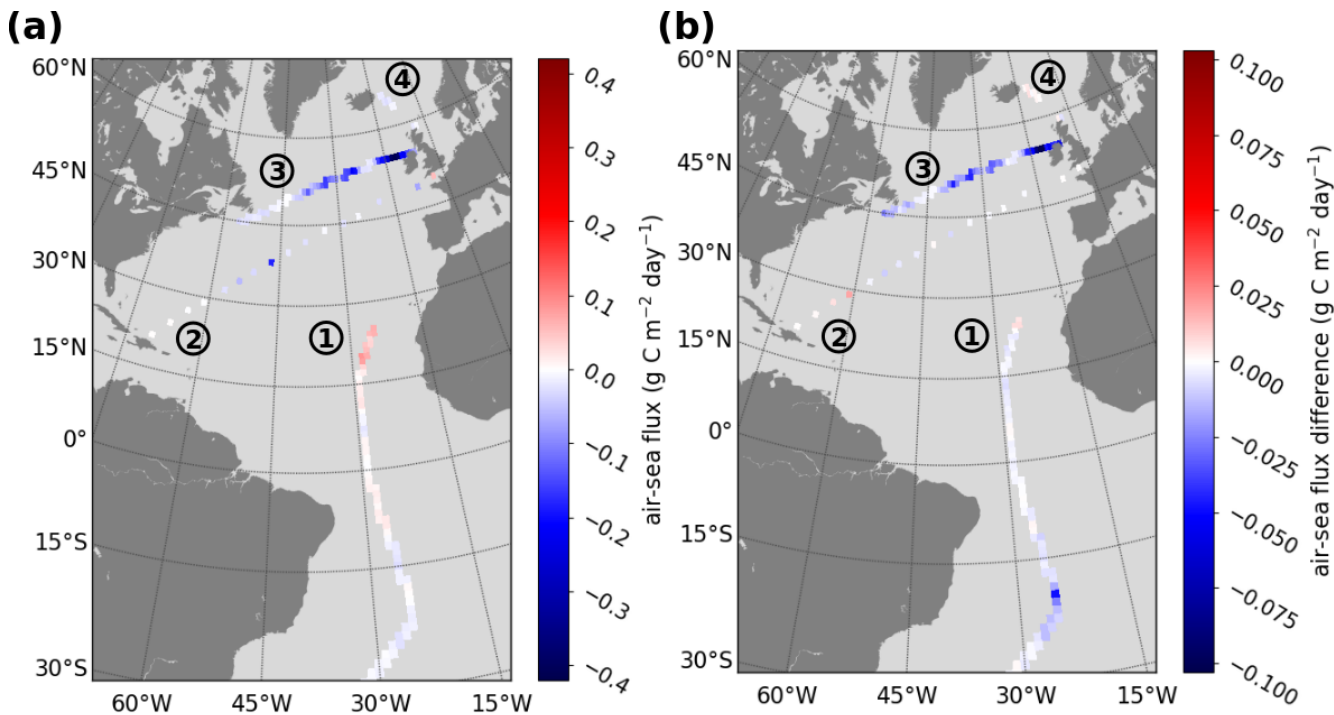 (a)
60°N
45°N
30°N
15°N
0°
15°S
30°S
60°W
45°W
30°W
15°W
④
③
②
①
0.4
0.3
0.2
0.1
0.0
−0.1
−0.2
−0.3
−0.4
air-sea flux (g C m⁻² day⁻¹)
(b)
60°N
45°N
30°N
15°N
0°
15°S
30°S
60°W
45°W
30°W
15°W
④
③
②
①
0.100
0.075
0.050
0.025
0.000
−0.025
−0.050
−0.075
−0.100
air-sea flux difference (g C m⁻² day⁻¹)